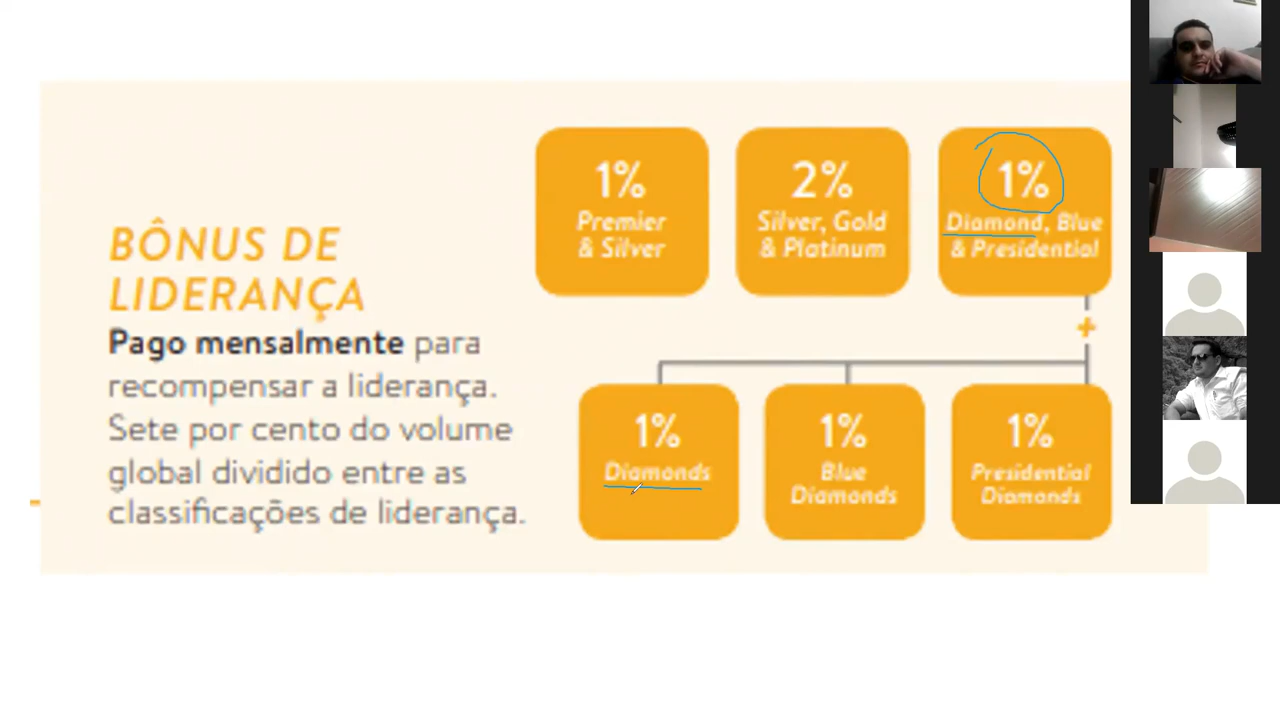 BÔNUS DE
LIDERANÇA
Pago mensalmente para
recompensar a liderança.
Sete por cento do volume
global dividido entre as
classificações de liderança.
1%
Premier
& Silver
2%
Silver, Gold
& Platinum
1%
Diamond, Blue
& Presidential
+
1%
Diamonds
1%
Blue
Diamonds
1%
Presidential
Diamonds